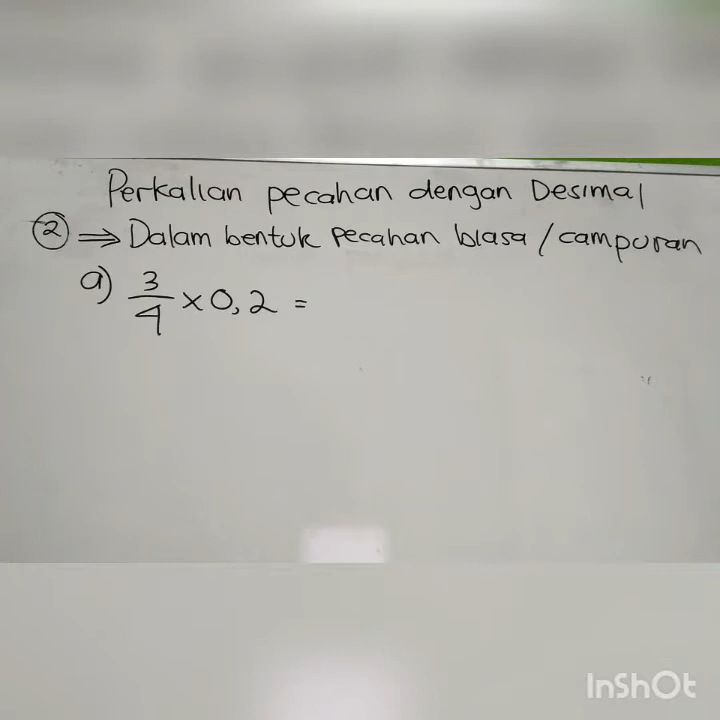 Perkalian pecahan dengan Desimal
② ⇒ Dalam bentuk pecahan biasa / campuran
a) 3/4 × 0,2 =
InShOt